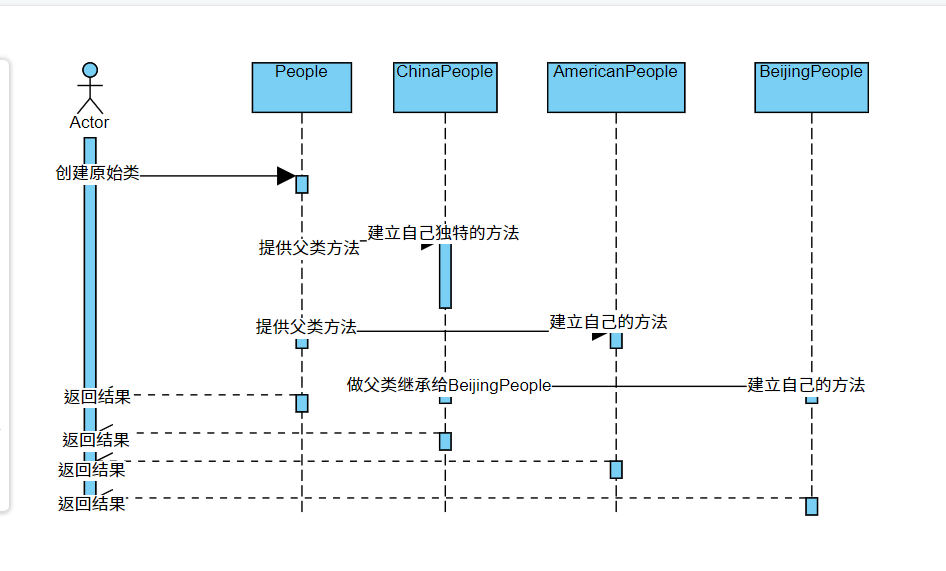 People
ChinaPeople
AmericanPeople
BeijingPeople
Actor
创建原始类
建立自己独特的方法
提供父类方法
建立自己的方法
提供父类方法
做父类继承给BeijingPeople
建立自己的方法
返回结果
返回结果
返回结果
返回结果